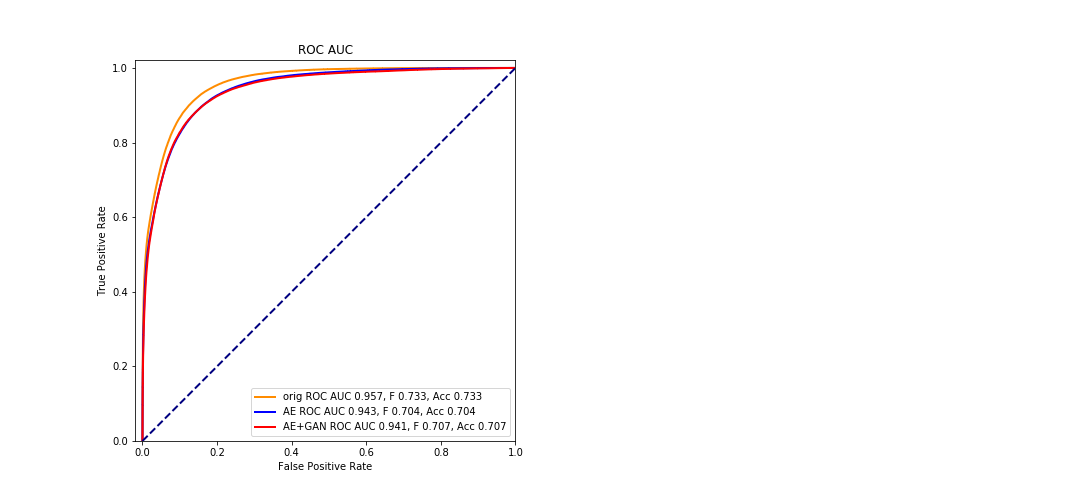 ROC AUC
1.0
0.8
0.6
0.4
0.2
0.0
True Positive Rate
orig ROC AUC 0.957, F 0.733, Acc 0.733
AE ROC AUC 0.943, F 0.704, Acc 0.704
AE+GAN ROC AUC 0.941, F 0.707, Acc 0.707
0.0 0.2 0.4 0.6 0.8 1.0
False Positive Rate